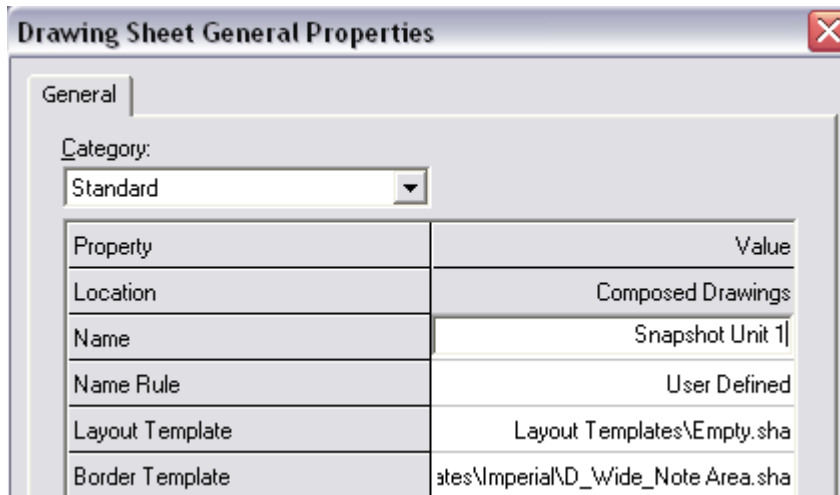 Drawing Sheet General Properties
General
Category:
Standard
Property Value
Location Composed Drawings
Name Snapshot Unit 1
Name Rule User Defined
Layout Template Layout Templates\Empty.sha
Border Template ates\Imperial\D_Wide_Note Area.sha